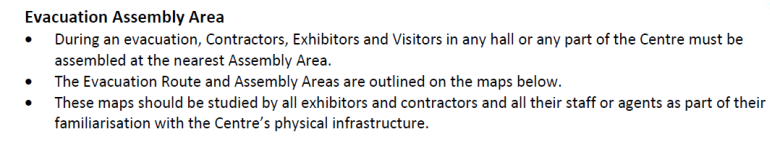 Evacuation Assembly Area
• During an evacuation, Contractors, Exhibitors and Visitors in any hall or any part of the Centre must be
assembled at the nearest Assembly Area.
• The Evacuation Route and Assembly Areas are outlined on the maps below.
• These maps should be studied by all exhibitors and contractors and all their staff or agents as part of their
familiarisation with the Centre's physical infrastructure.